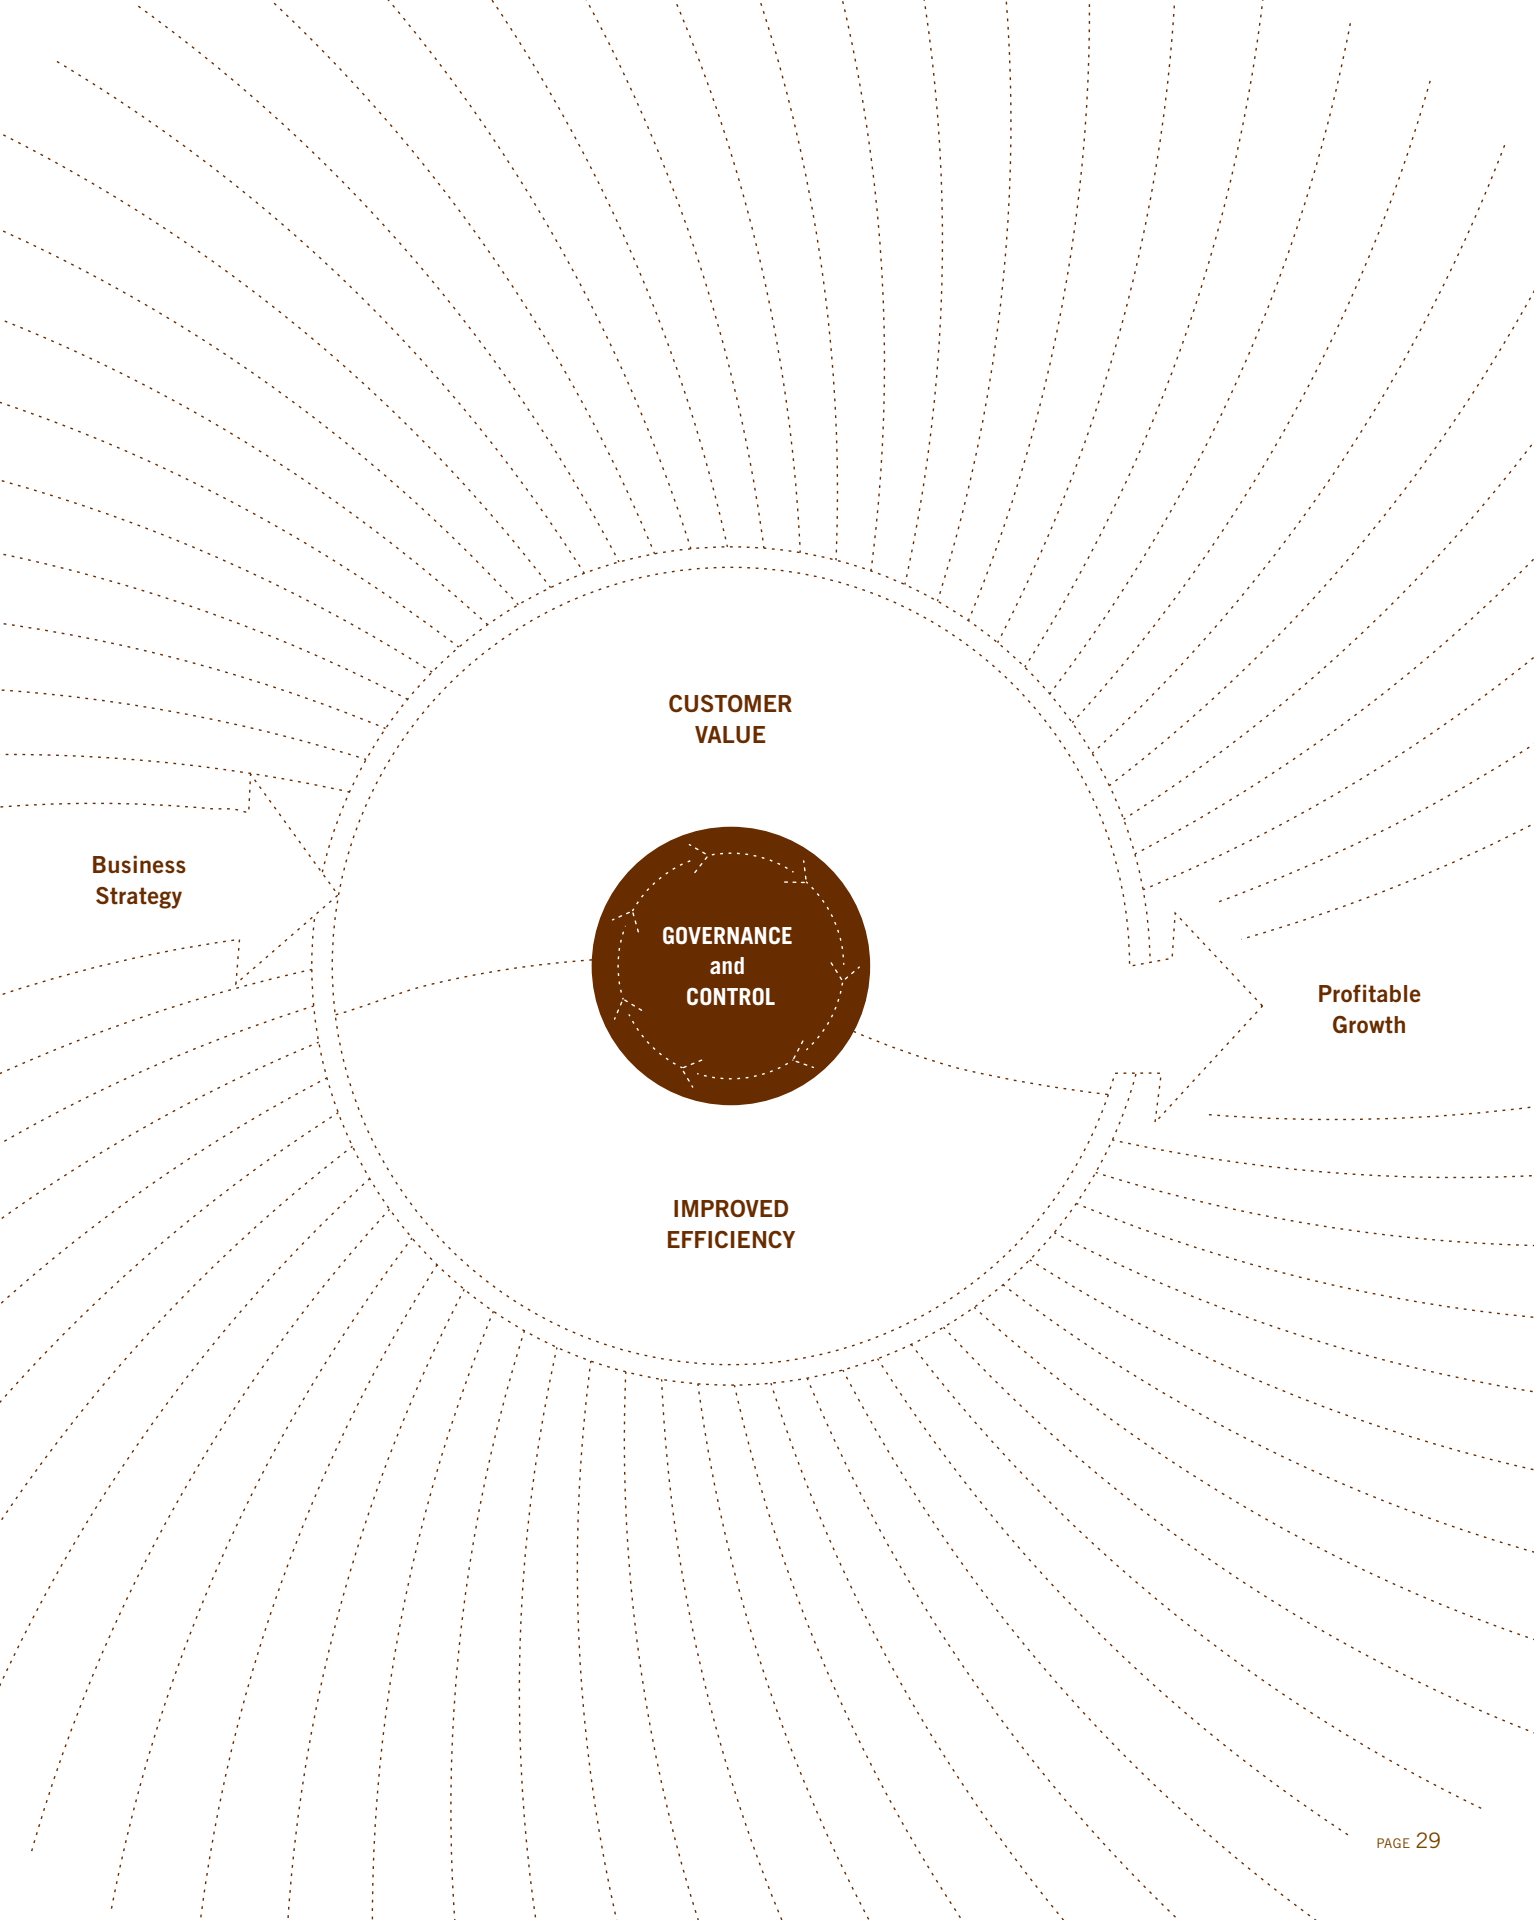 CUSTOMER
VALUE
Business
Strategy
GOVERNANCE
and
CONTROL
Profitable
Growth
IMPROVED
EFFICIENCY
PAGE 29